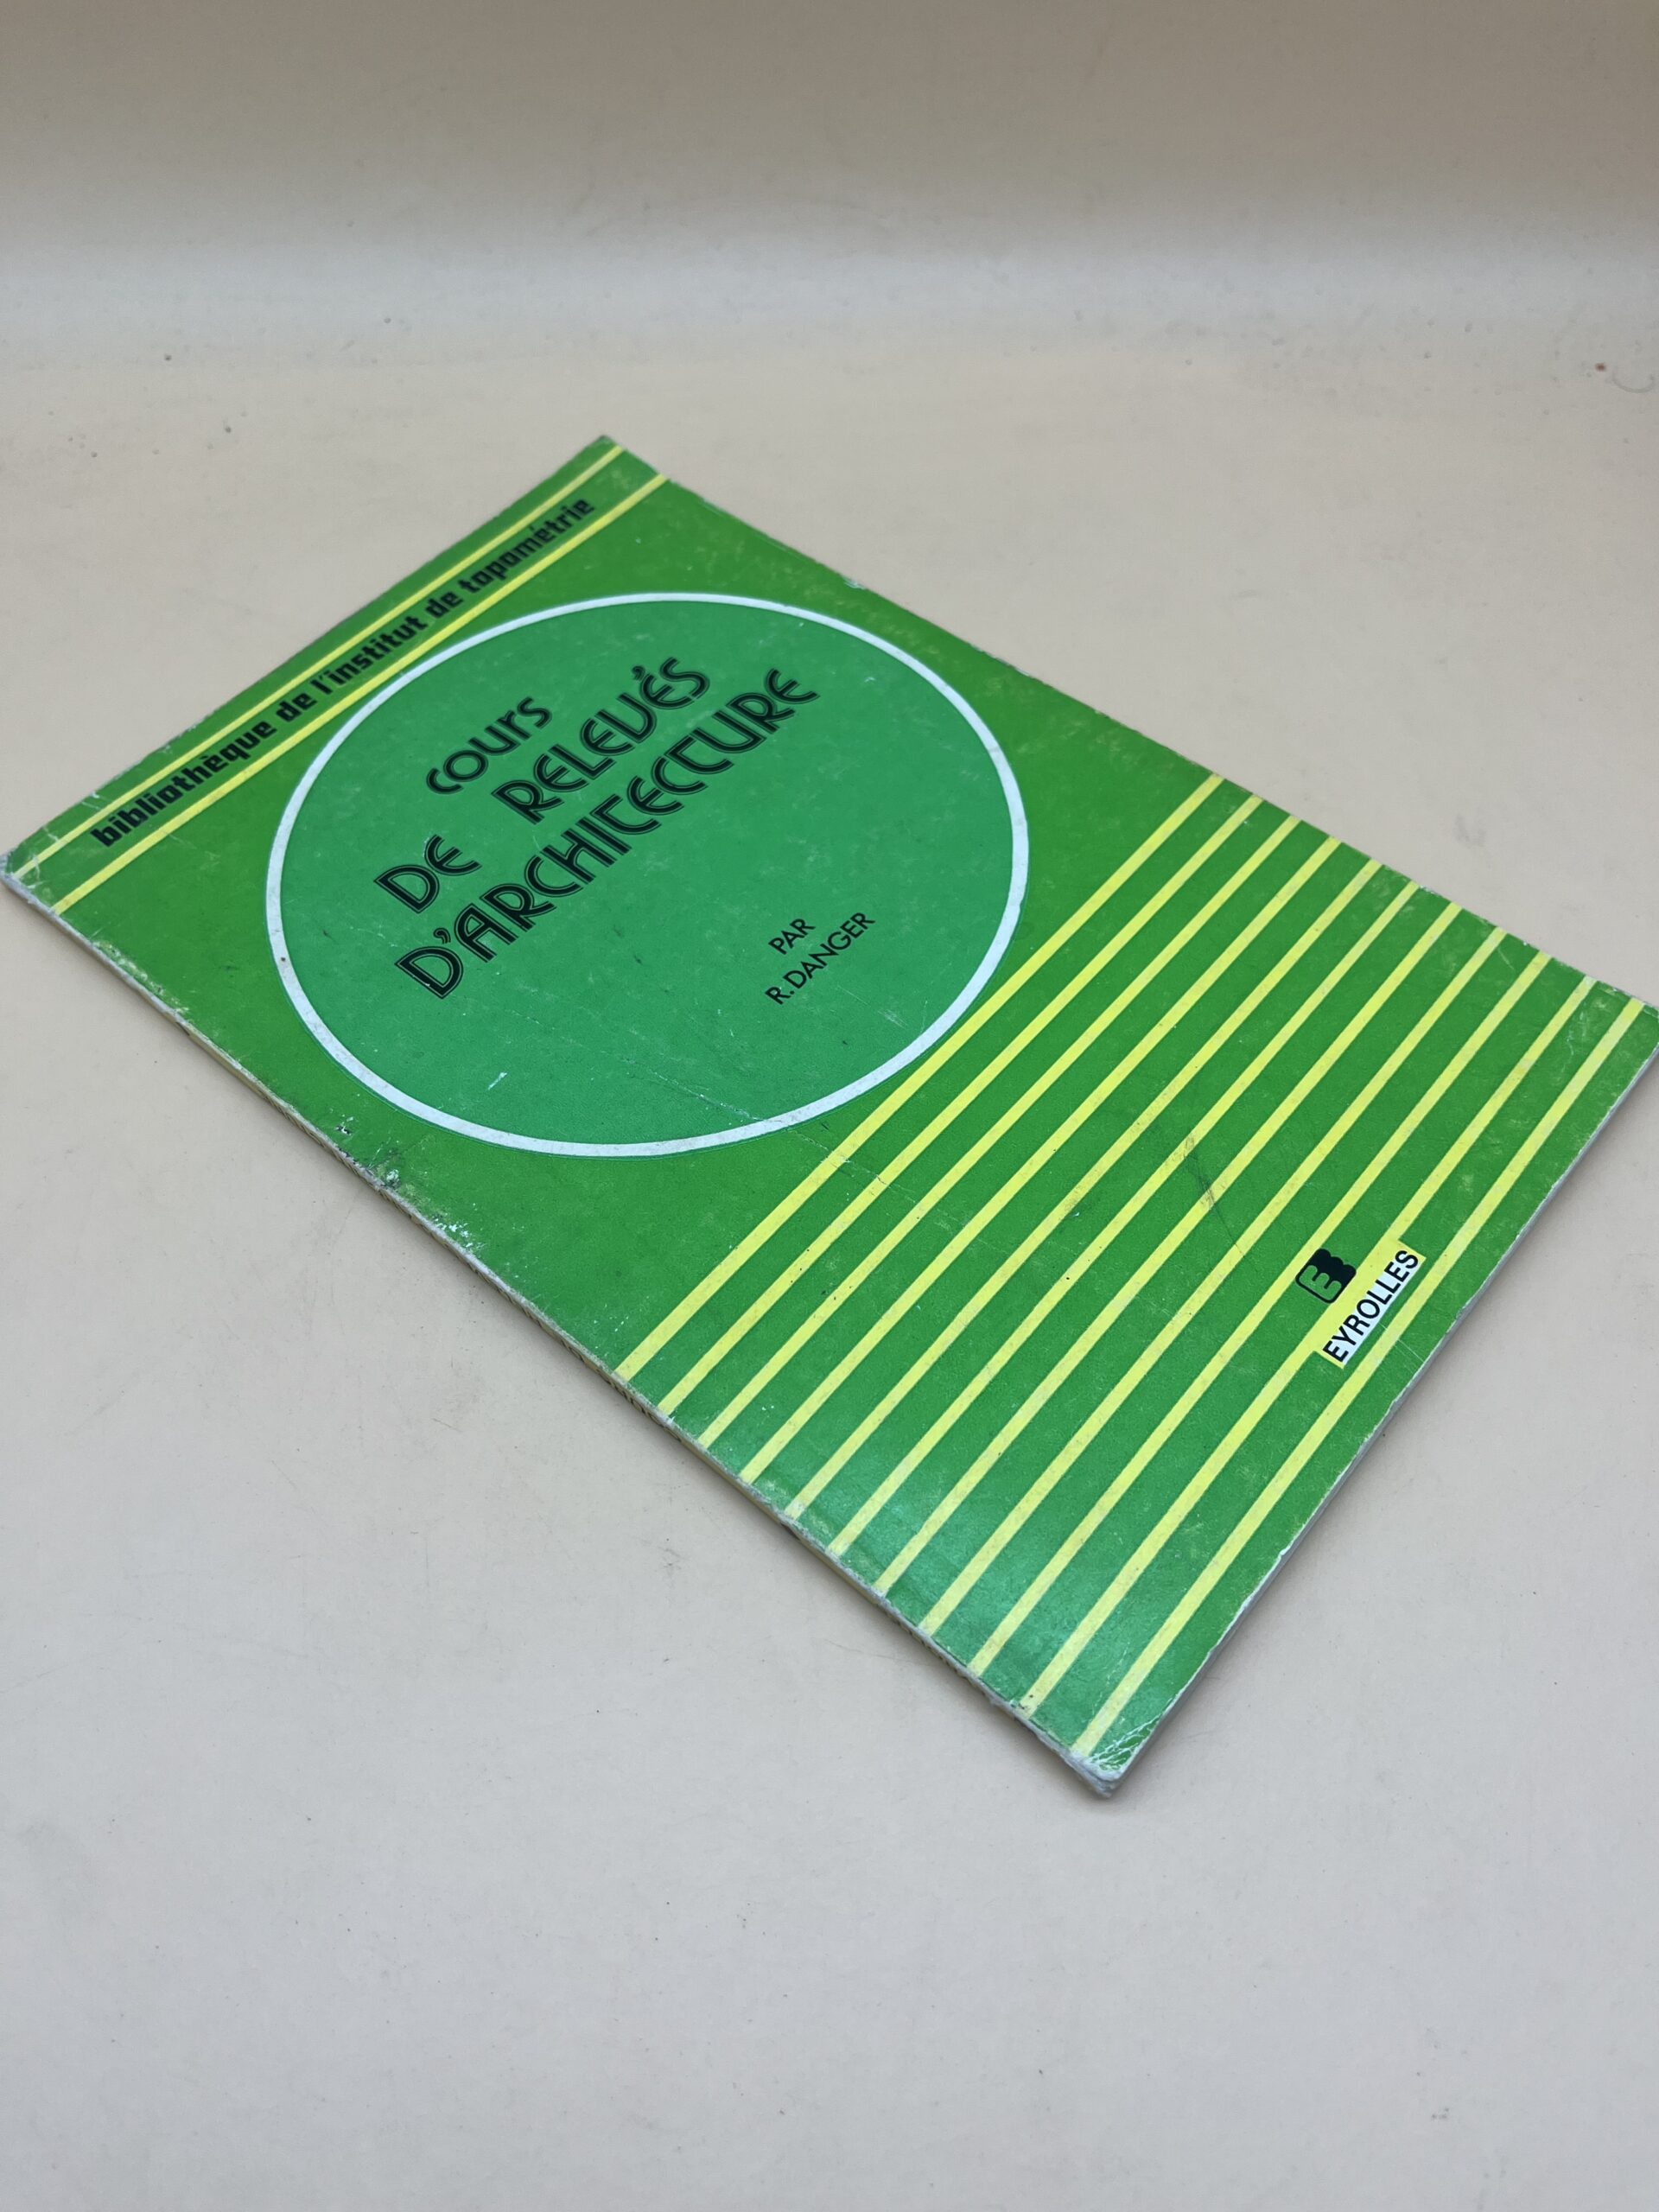 bibliothèque de l'institut de topométrie
cours
DE RELEVÉS
D'ARCHITECTURE
PAR
R. DANGER
E
EYROLLES